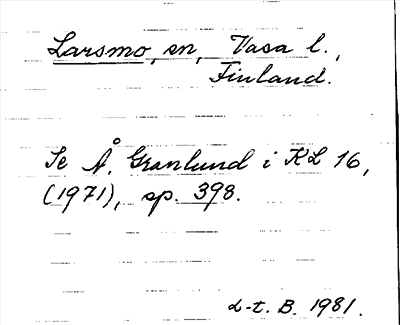 Larsmo, sn, Vasa l.,
Finland.
Se Å. Granlund i KL 16,
(1971), sp. 398.
L-t. B. 1981.